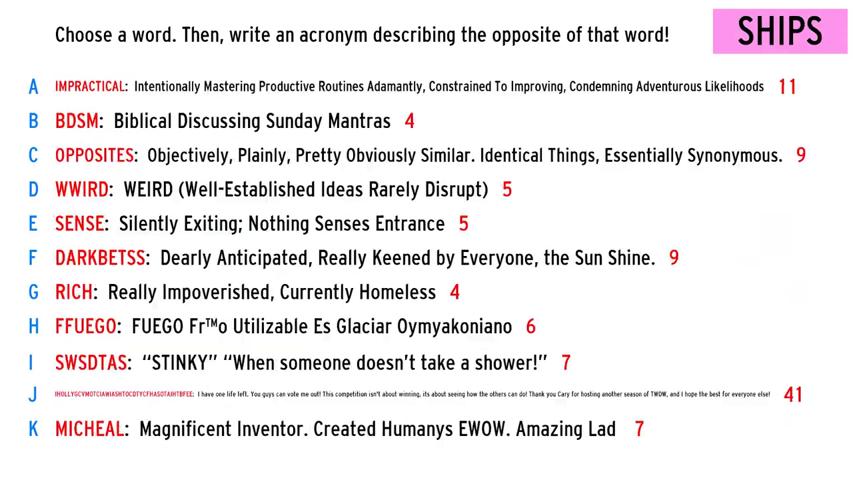 Choose a word. Then, write an acronym describing the opposite of that word!
SHIPS
A IMPRACTICAL: Intentionally Mastering Productive Routines Adamantly, Constrained To Improving, Condemning Adventurous Likelihoods 11
B BDSM: Biblical Discussing Sunday Mantras 4
C OPPOSITES: Objectively, Plainly, Pretty Obviously Similar. Identical Things, Essentially Synonymous. 9
D WWIRD: WEIRD (Well-Established Ideas Rarely Disrupt) 5
E SENSE: Silently Exiting; Nothing Senses Entrance 5
F DARKBETSS: Dearly Anticipated, Really Keened by Everyone, the Sun Shine. 9
G RICH: Really Impoverished, Currently Homeless 4
H FFUEGO: FUEGO Fr™o Utilizable Es Glaciar Oymyakoniano 6
I SWSDTAS: “STINKY” “When someone doesn’t take a shower!” 7
J IHOLLYGCVMOTCIAWIASHTOCDTYCFHASOTAIHTBFEE: I have one life left. You guys can vote me out! This competition isn't about winning, its about seeing how the others can do! Thank you Cary for hosting another season of TWOW, and I hope the best for everyone else! 41
K MICHEAL: Magnificent Inventor. Created Humanys EWOW. Amazing Lad 7